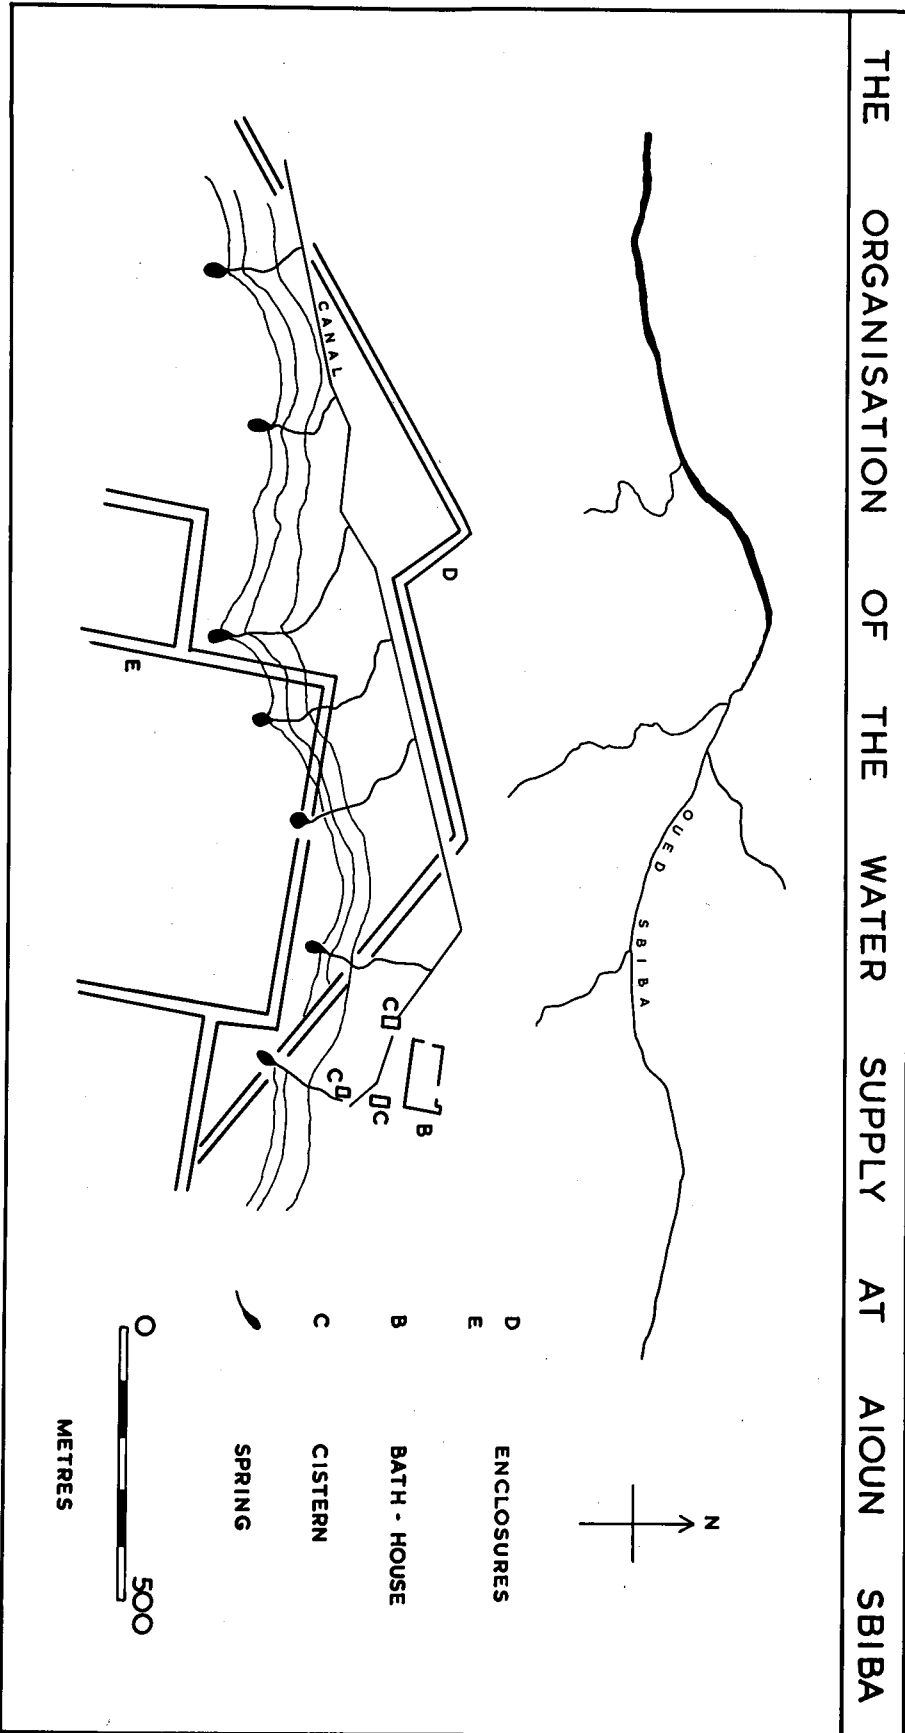 THE ORGANISATION OF THE WATER SUPPLY AT AIOUN SBIBA
OUED SBIBA
N
CANAL
D
E
B
C
C
C
D
E ENCLOSURES
B BATH-HOUSE
C CISTERN
SPRING
0 500
METRES